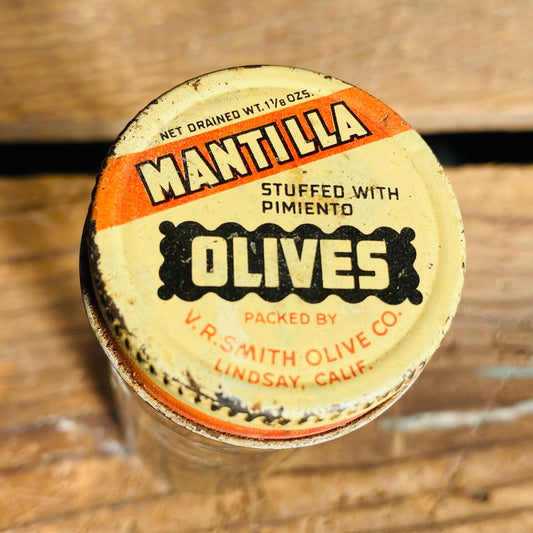 NET DRAINED WT. 1 1/8 OZS.
MANTILLA
STUFFED WITH
PIMIENTO
OLIVES
PACKED BY
V.R. SMITH OLIVE CO.
LINDSAY, CALIF.